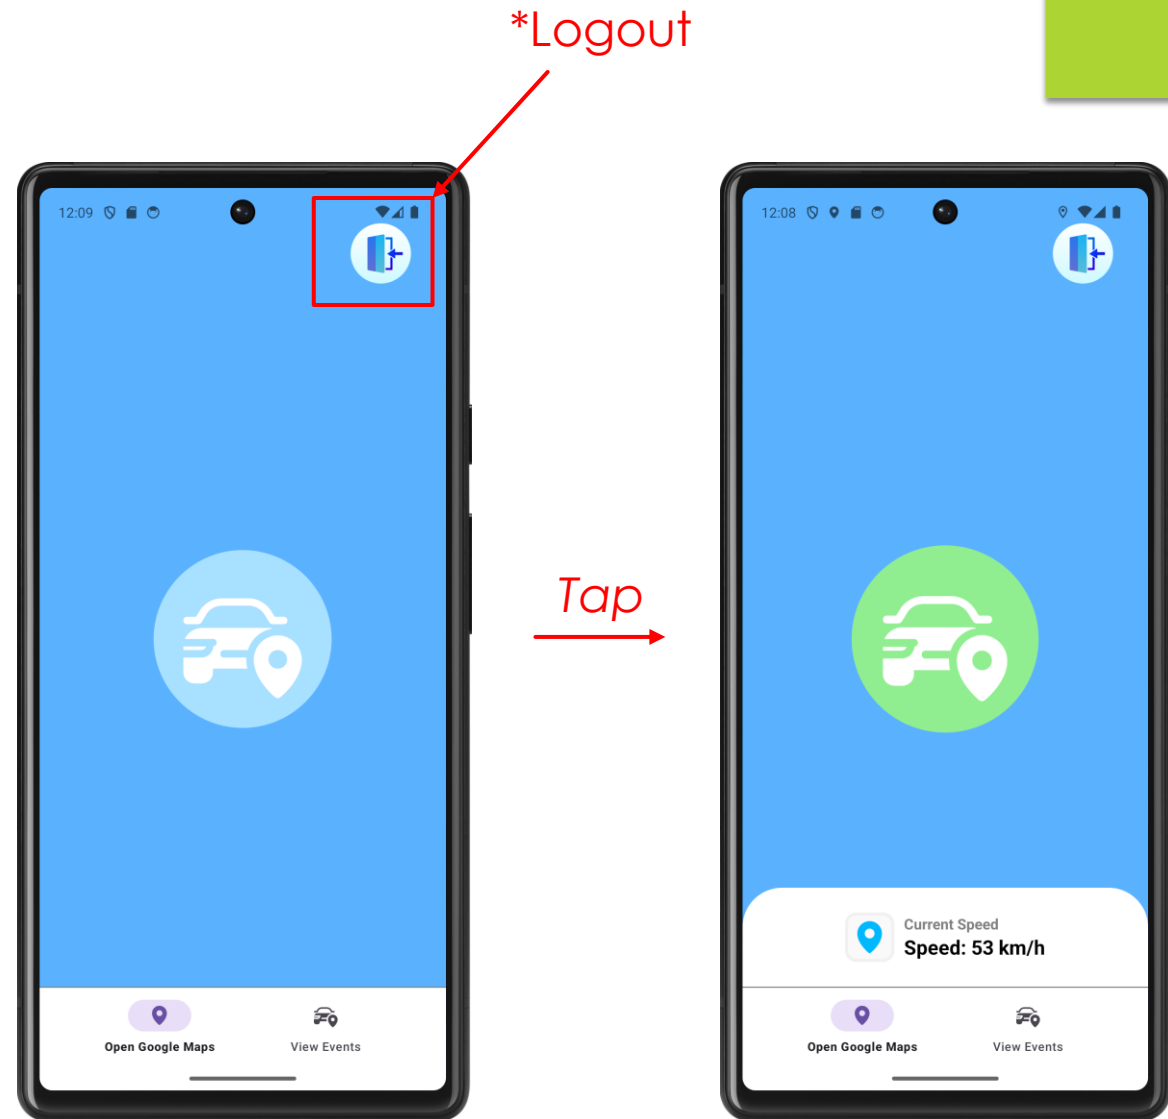 *Logout
12:09
Tap
Open Google Maps
View Events
12:08
Current Speed
Speed: 53 km/h
Open Google Maps
View Events